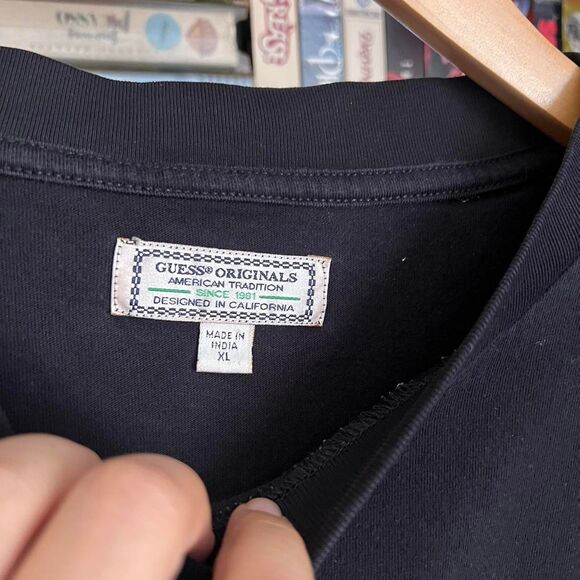 GUESS® ORIGINALS
AMERICAN TRADITION
SINCE 1981
DESIGNED IN CALIFORNIA
MADE IN
INDIA
XL